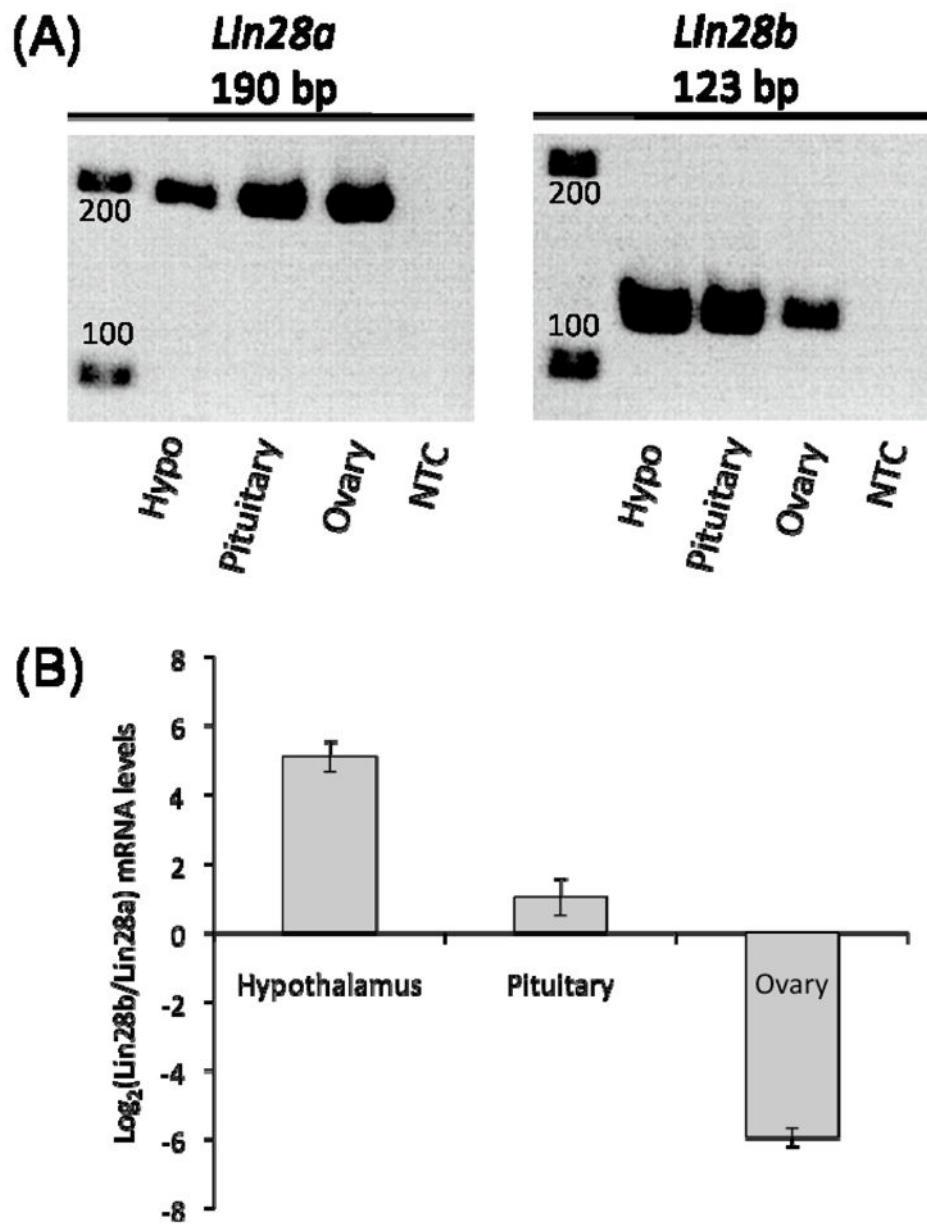 (A)
Lin28a
190 bp
200
100
Hypo
Pituitary
Ovary
NTC
Lin28b
123 bp
200
100
Hypo
Pituitary
Ovary
NTC
(B)
Log2(Lin28b/Lin28a) mRNA levels
8
6
4
2
0
-2
-4
-6
-8
Hypothalamus
Pituitary
Ovary